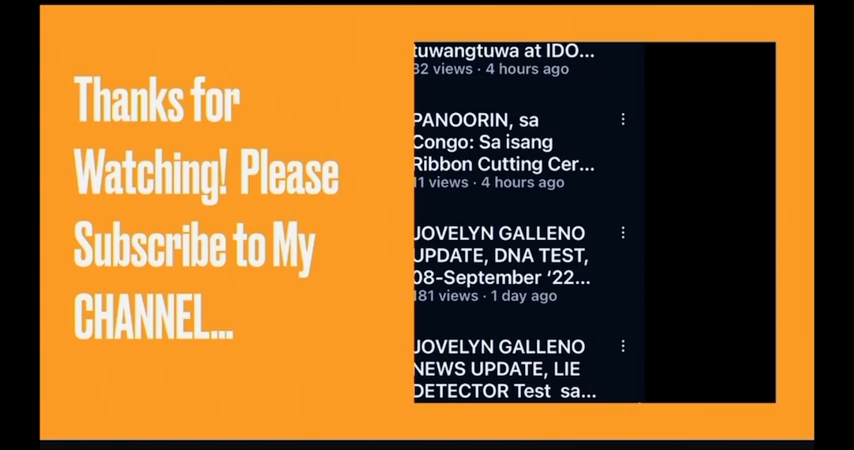 Thanks for
Watching! Please
Subscribe to My
CHANNEL...
tuwangtuwa at IDO...
32 views · 4 hours ago
PANOORIN, sa
Congo: Sa isang
Ribbon Cutting Cer...
11 views · 4 hours ago
JOVELYN GALLENO
UPDATE, DNA TEST,
08-September ‘22...
181 views · 1 day ago
JOVELYN GALLENO
NEWS UPDATE, LIE
DETECTOR Test sa...